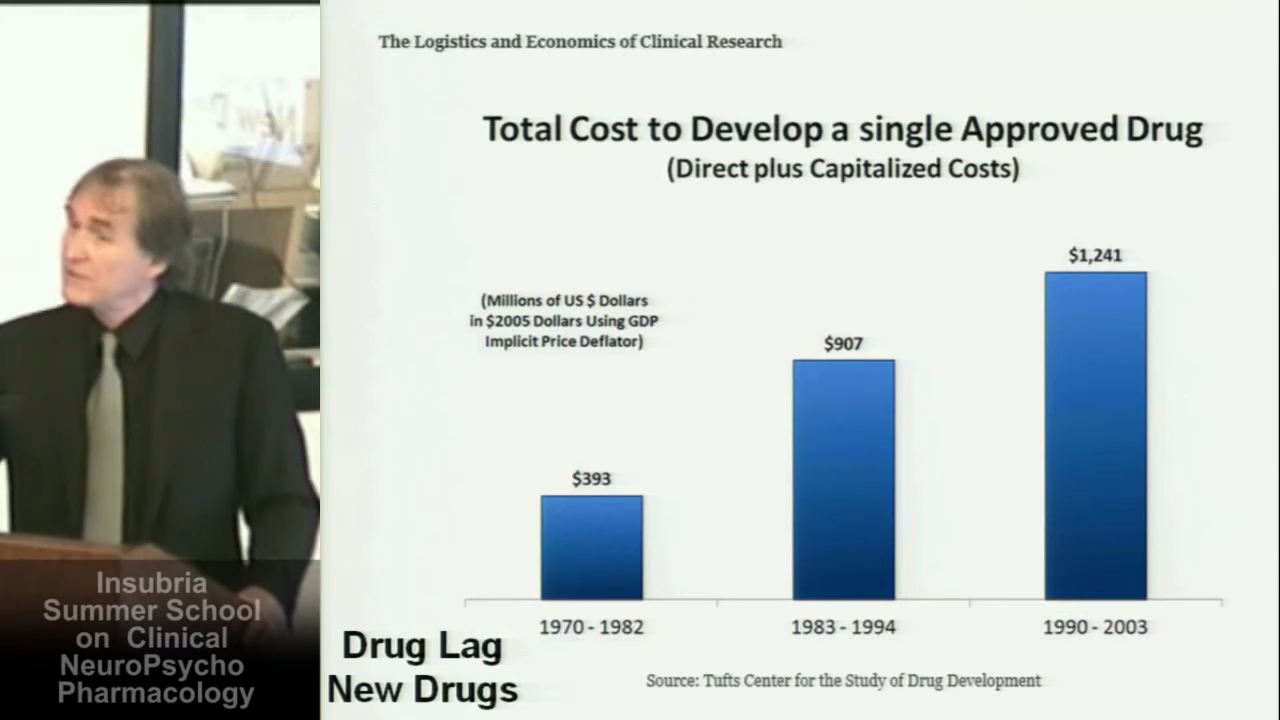 The Logistics and Economics of Clinical Research
Total Cost to Develop a single Approved Drug
(Direct plus Capitalized Costs)
(Millions of US $ Dollars
in $2005 Dollars Using GDP
Implicit Price Deflator)
$393
$907
$1,241
1970 - 1982
1983 - 1994
1990 - 2003
Source: Tufts Center for the Study of Drug Development
Drug Lag
New Drugs
Insubria
Summer School
on Clinical
NeuroPsycho
Pharmacology